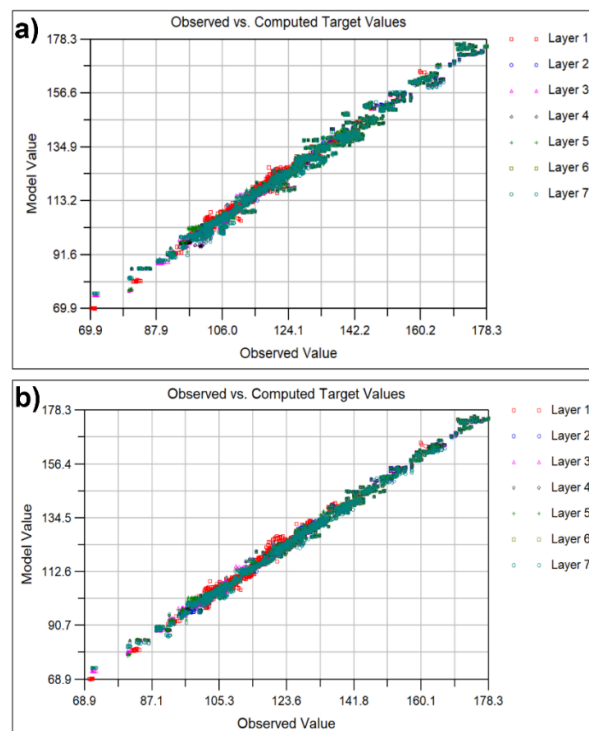 a)
Observed vs. Computed Target Values
178.3
156.6
134.9
113.2
91.6
69.9
Model Value
69.9 87.9 106.0 124.1 142.2 160.2 178.3
Observed Value
Layer 1
Layer 2
Layer 3
Layer 4
Layer 5
Layer 6
Layer 7
b)
Observed vs. Computed Target Values
178.3
156.4
134.5
112.6
90.7
68.9
Model Value
68.9 87.1 105.3 123.6 141.8 160.1 178.3
Observed Value
Layer 1
Layer 2
Layer 3
Layer 4
Layer 5
Layer 6
Layer 7